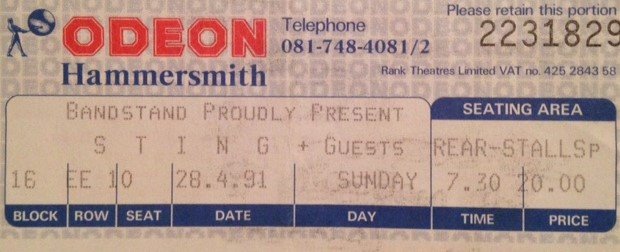 Please retain this portion
ODEON
Telephone
2231829
081-748-4081/2
Hammersmith
Rank Theatres Limited VAT no. 425 2843 58
BANDSTAND PROUDLY PRESENT
SEATING AREA
S T I N G + GUESTS
REAR-STALLSP
16 EE 10 28.4.91 SUNDAY 7.30 20.00
BLOCK ROW SEAT DATE DAY TIME PRICE